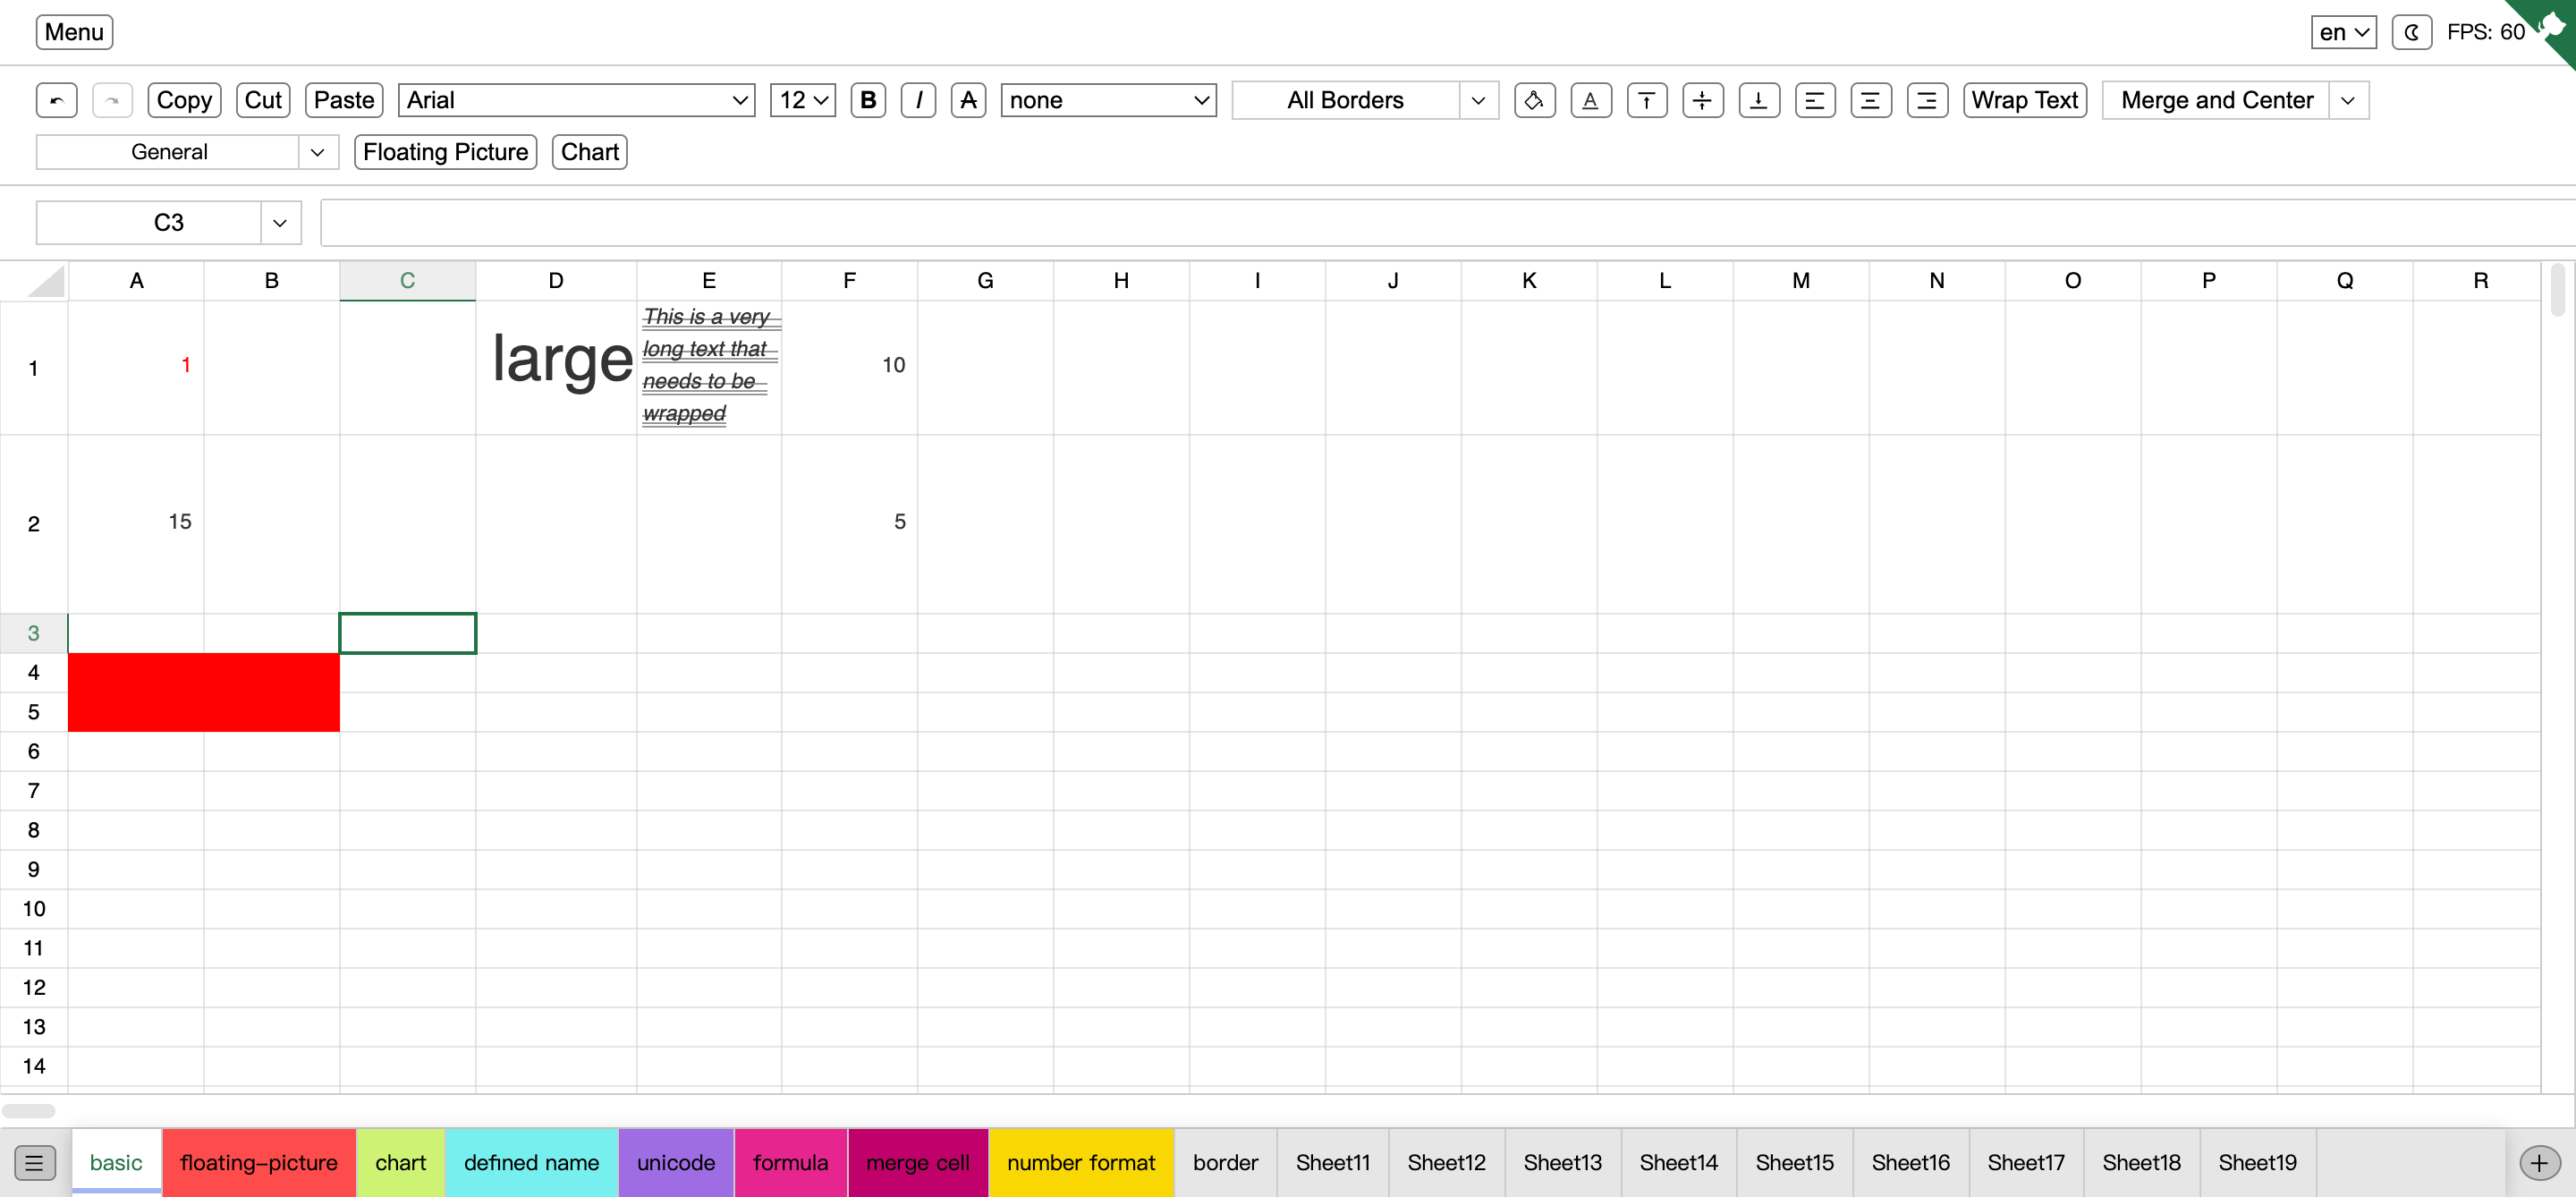 Menu en FPS: 60
Copy Cut Paste Arial 12 B I A none All Borders A Wrap Text Merge and Center
General Floating Picture Chart
C3
A B C D E F G H I J K L M N O P Q R
1 1 large This is a very 10
long text that
needs to be
wrapped
2 15 5
3
4
5
6
7
8
9
10
11
12
13
14
basic floating-picture chart defined name unicode formula merge cell number format border Sheet11 Sheet12 Sheet13 Sheet14 Sheet15 Sheet16 Sheet17 Sheet18 Sheet19